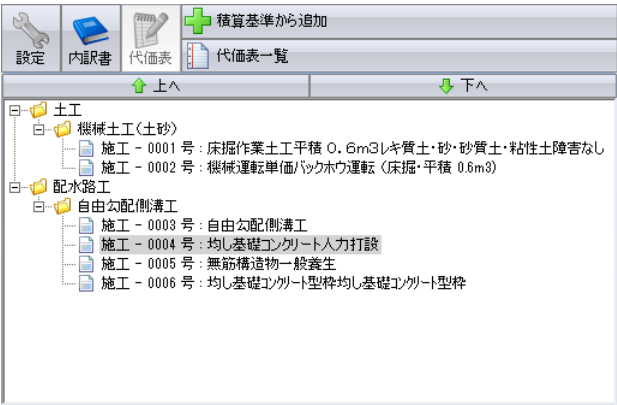 設定
内訳書
代価表
積算基準から追加
代価表一覧
上へ
下へ
土工
機械土工(土砂)
施工 - 0001 号 : 床掘作業土工平積 0.6m3レキ質土・砂・砂質土・粘性土障害なし
施工 - 0002 号 : 機械運転単価バックホウ運転 (床掘・平積 0.6m3)
配水路工
自由勾配側溝工
施工 - 0003 号 : 自由勾配側溝工
施工 - 0004 号 : 均し基礎コンクリート人力打設
施工 - 0005 号 : 無筋構造物一般養生
施工 - 0006 号 : 均し基礎コンクリート型枠均し基礎コンクリート型枠